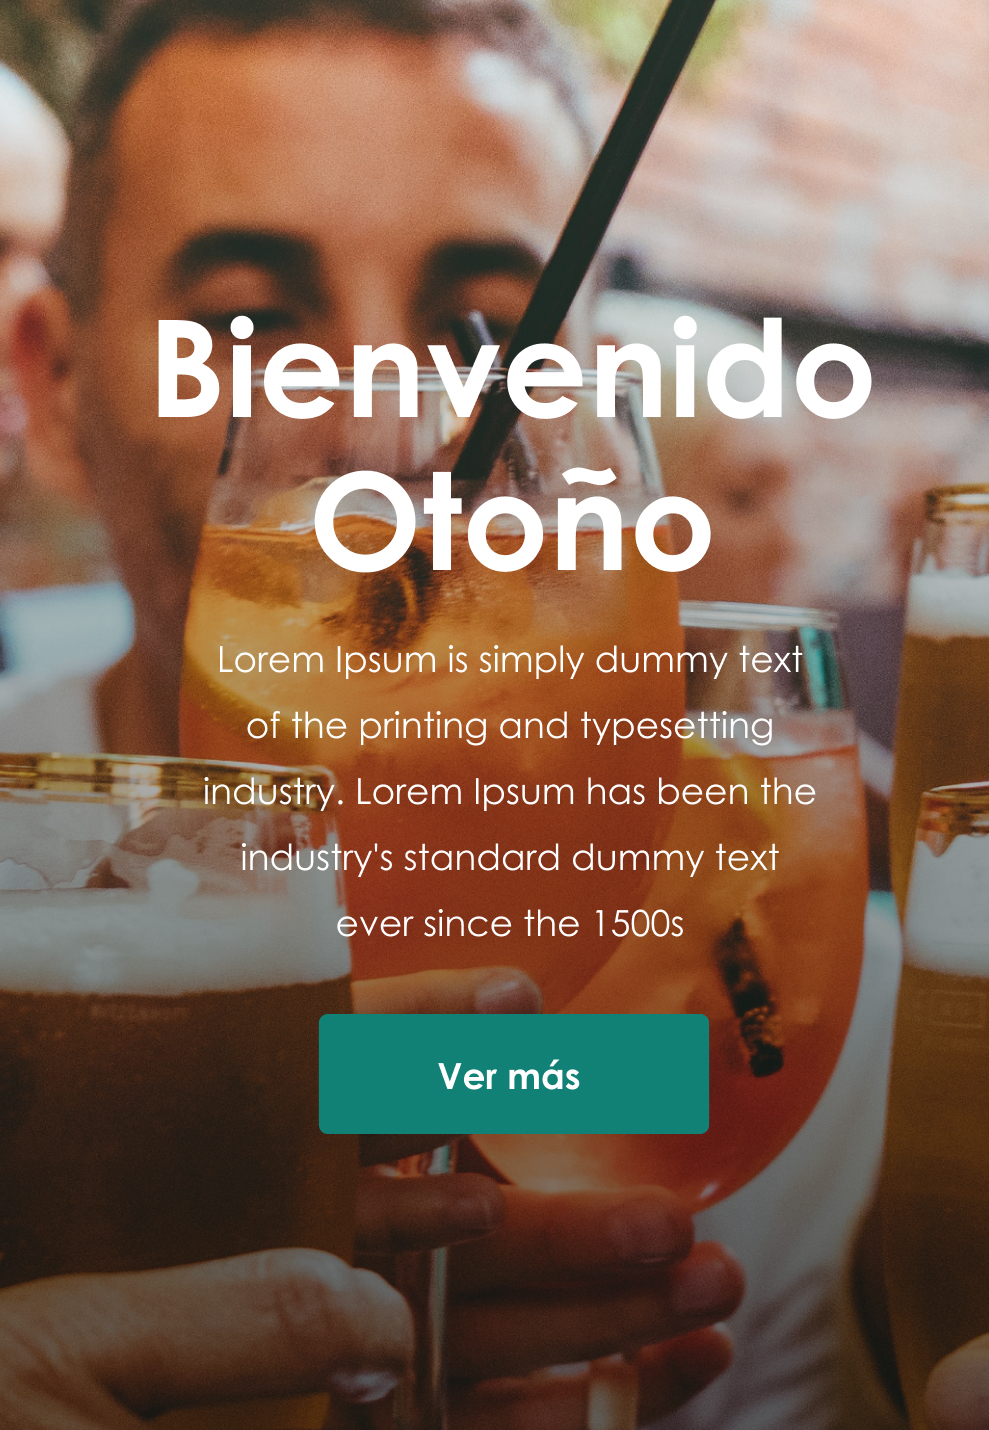 Bienvenido
Otoño
Lorem Ipsum is simply dummy text
of the printing and typesetting
industry. Lorem Ipsum has been the
industry's standard dummy text
ever since the 1500s
Ver más